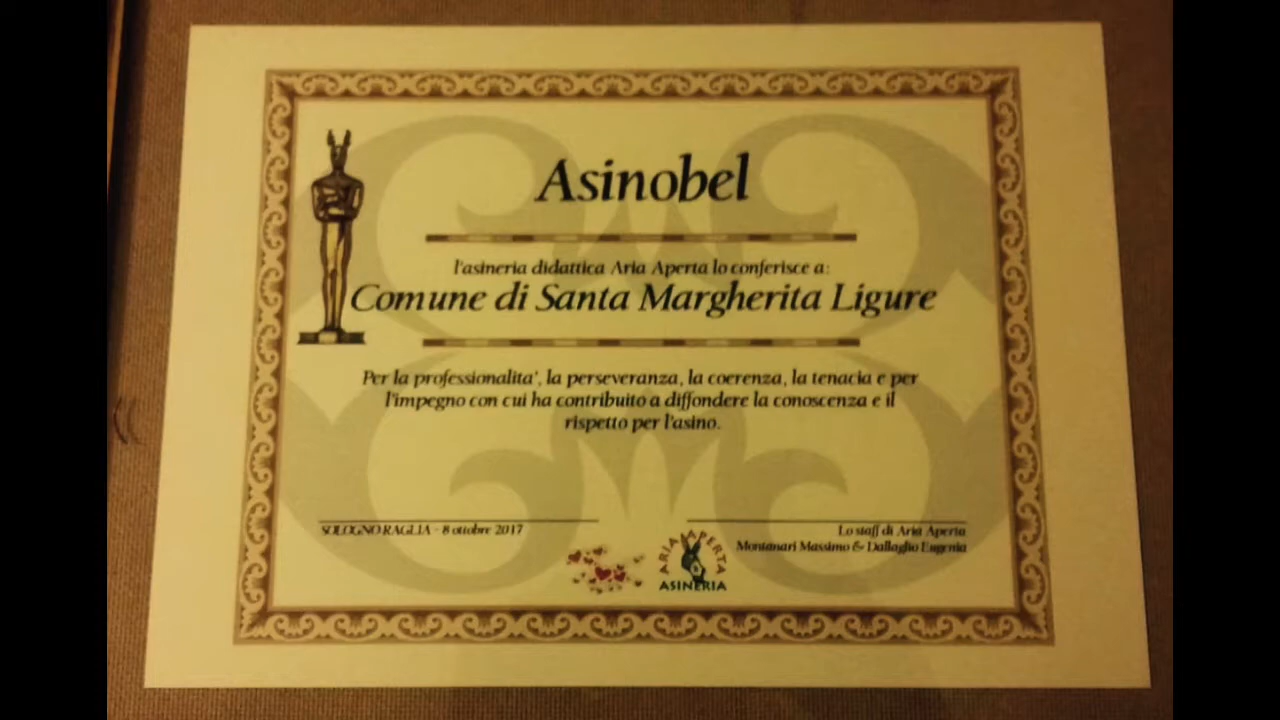 Asinobel
l'asineria didattica Aria Aperta lo conferisce a:
Comune di Santa Margherita Ligure
Per la professionalita', la perseveranza, la coerenza, la tenacia e per
l'impegno con cui ha contribuito a diffondere la conoscenza e il
rispetto per l'asino.
SOLOGNO RAGLIA - 8 ottobre 2017
Lo staff di Aria Aperta
Montanari Massimo & Dallaglio Eugenia
ARIA APERTA
ASINERIA